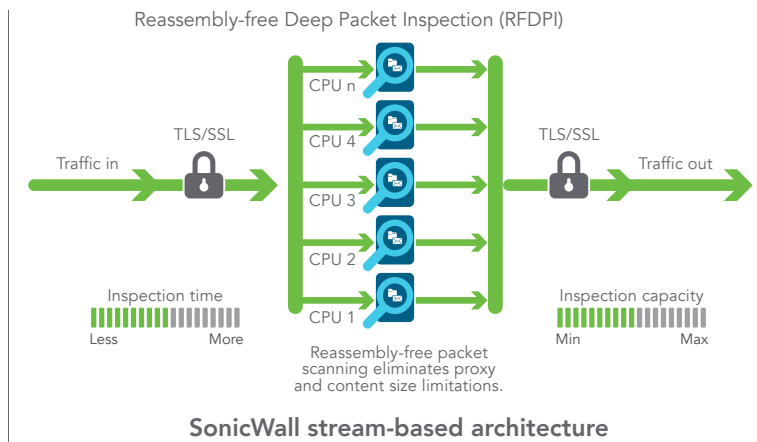 Reassembly-free Deep Packet Inspection (RFDPI)
CPU n
TLS/SSL
CPU 4
TLS/SSL
Traffic in
Traffic out
CPU 3
CPU 2
Inspection time
Less More
CPU 1
Inspection capacity
Min Max
Reassembly-free packet
scanning eliminates proxy
and content size limitations.
SonicWall stream-based architecture